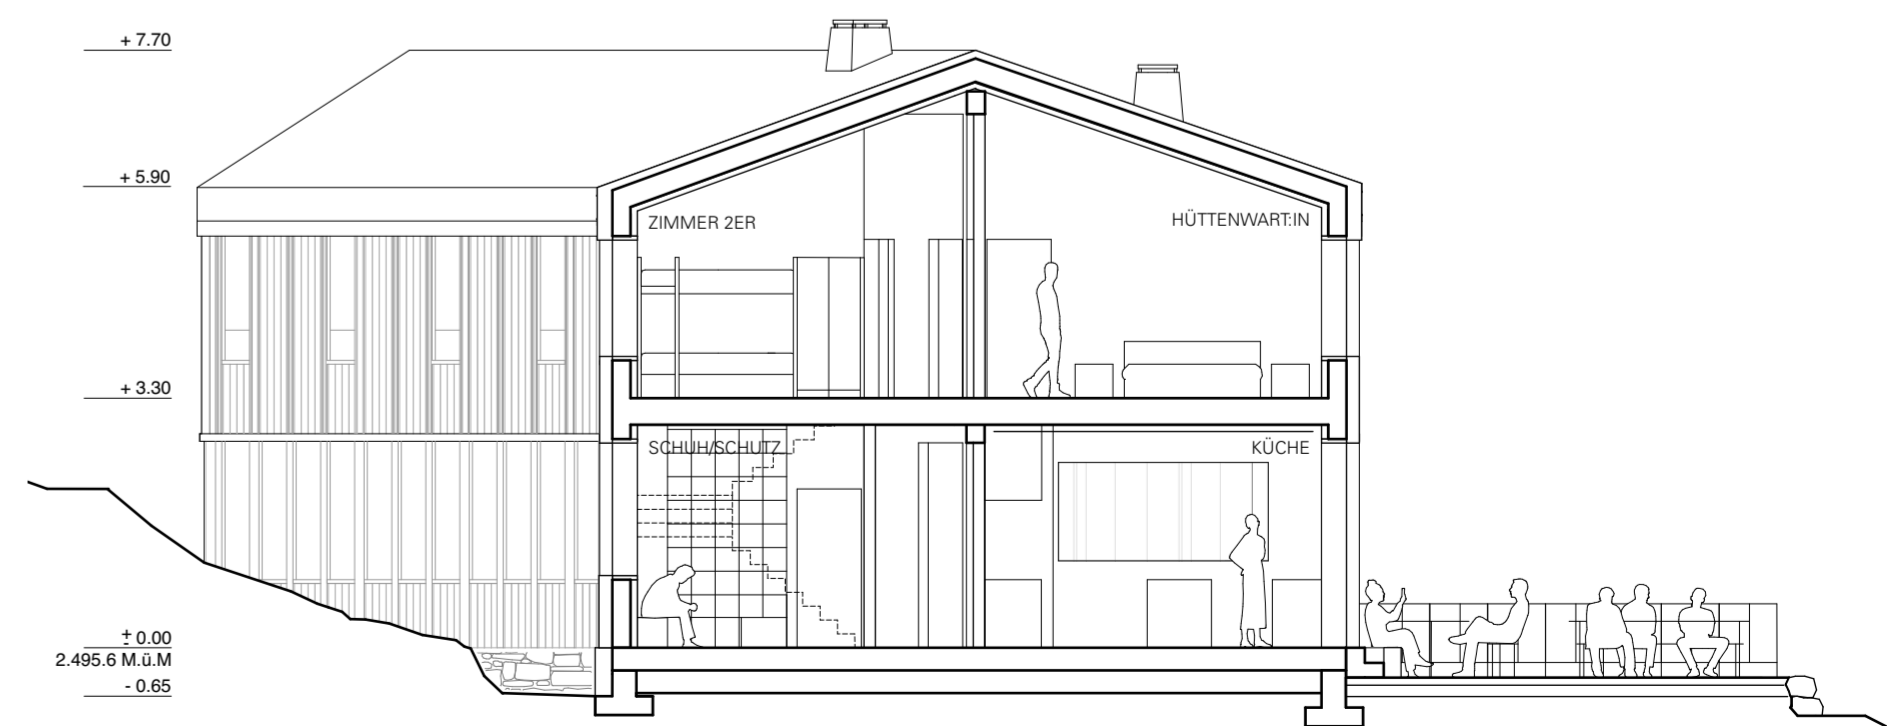 + 7.70
+ 5.90
ZIMMER 2ER
HÜTTENWART:IN
+ 3.30
SCHUH/SCHUTZ
KÜCHE
± 0.00
2.495.6 M.ü.M
- 0.65